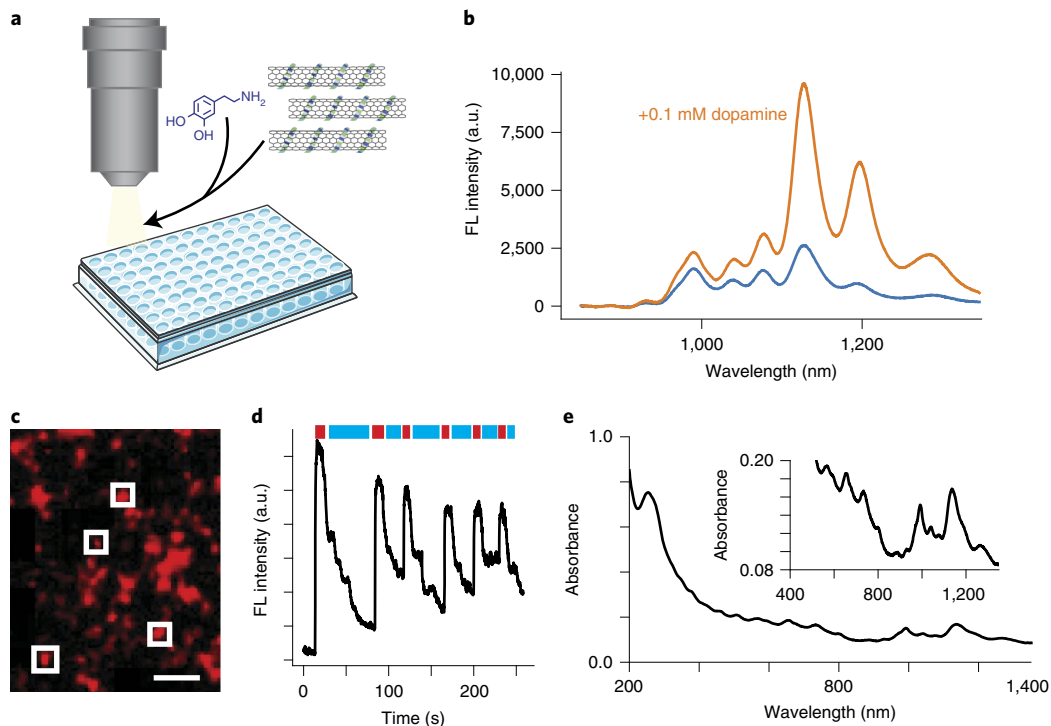 a
NH2
HO
OH
b
10,000
7,500
5,000
2,500
0
FL intensity (a.u.)
+0.1 mM dopamine
1,000
1,200
Wavelength (nm)
c
d
FL intensity (a.u.)
0
100
200
Time (s)
e
1.0
0.0
Absorbance
200
800
1,400
Wavelength (nm)
0.20
0.08
Absorbance
400
800
1,200